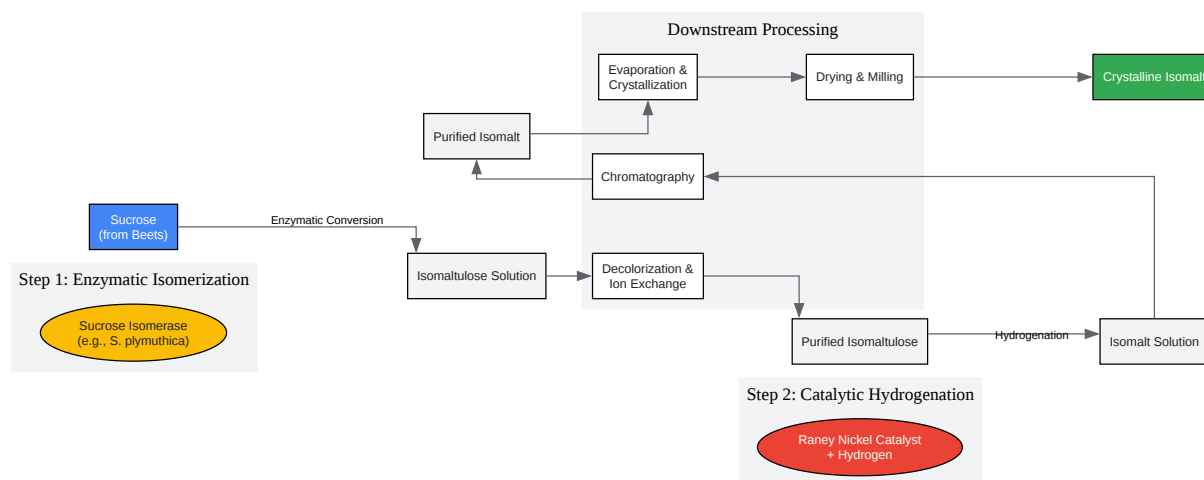 Downstream Processing
Evaporation &
Crystallization
Drying & Milling
Crystalline Isomalt
Purified Isomalt
Chromatography
Sucrose
(from Beets)
Enzymatic Conversion
Isomaltulose Solution
Decolorization &
Ion Exchange
Step 1: Enzymatic Isomerization
Sucrose Isomerase
(e.g., S. plymuthica)
Purified Isomaltulose
Hydrogenation
Isomalt Solution
Step 2: Catalytic Hydrogenation
Raney Nickel Catalyst
+ Hydrogen